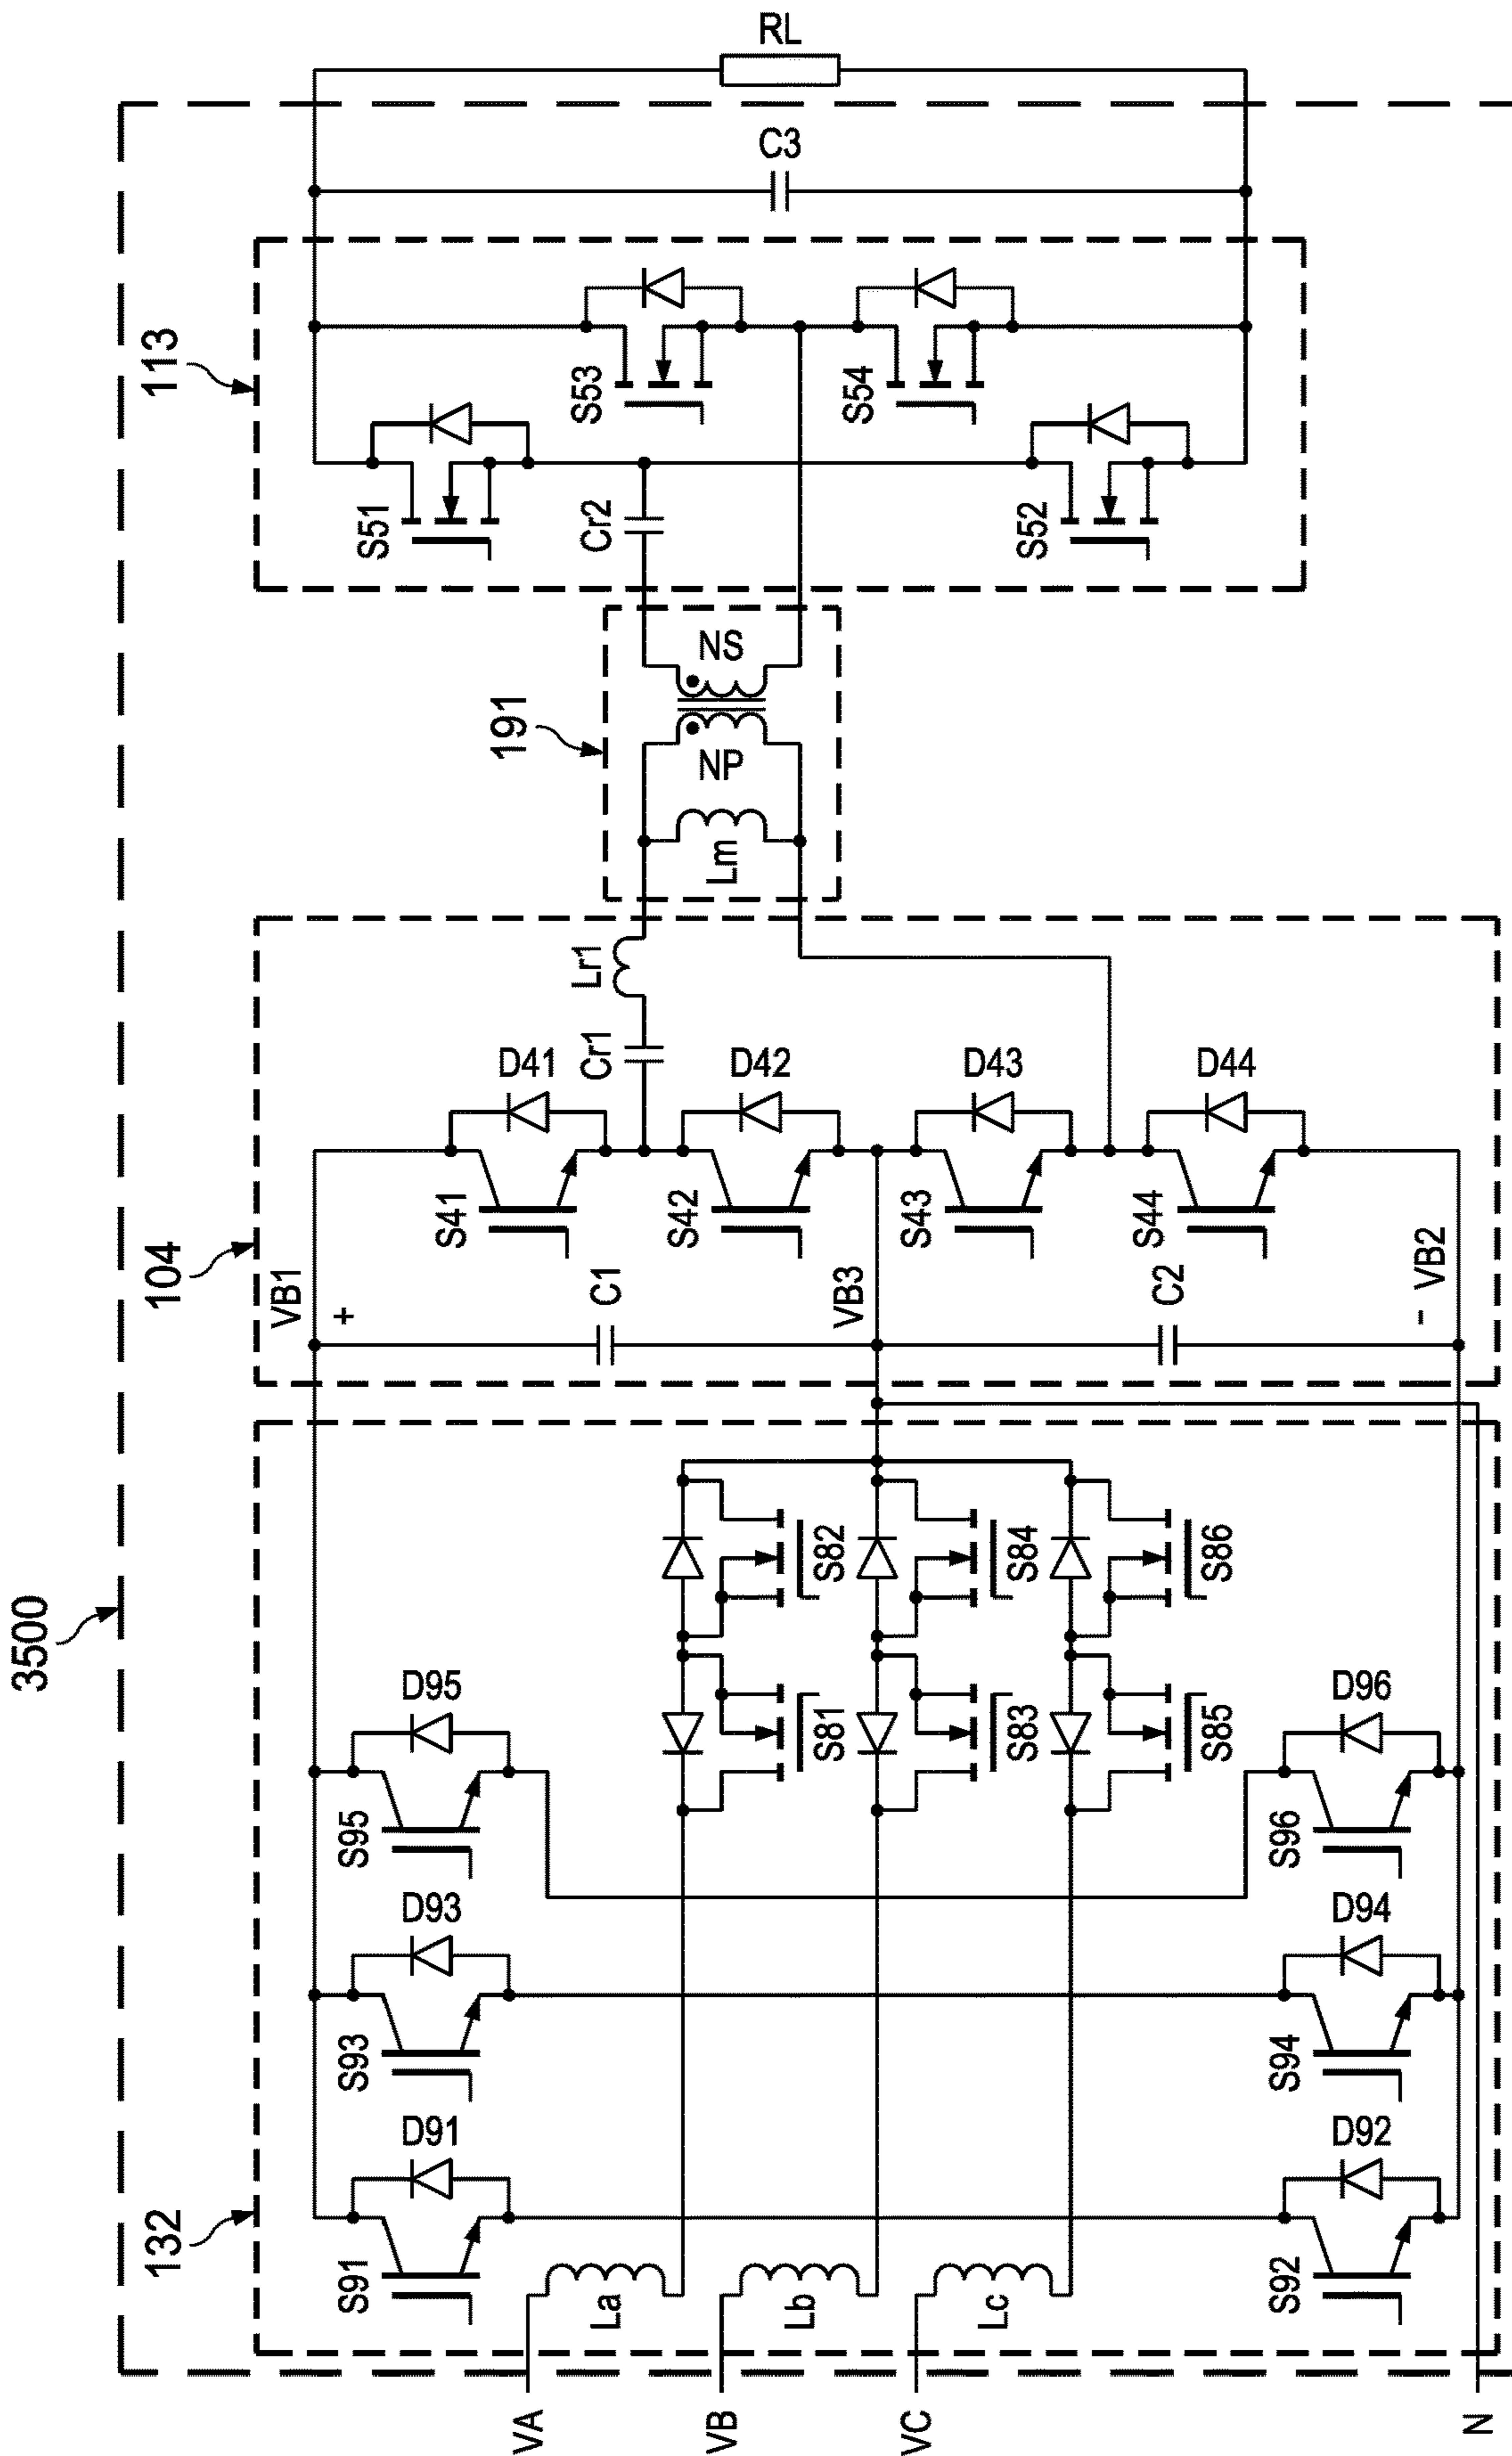 3500
132
104
191
113
VA
VB
VC
N
La
Lb
Lc
S91
D91
S93
D93
S95
D95
S92
D92
S94
D94
S96
D96
S81
S82
S83
S84
S85
S86
VB1
+
C1
VB3
C2
-
VB2
S41
D41
S42
D42
S43
D43
S44
D44
Cr1
Lr1
Lm
NP
NS
Cr2
S51
S52
S53
S54
C3
RL